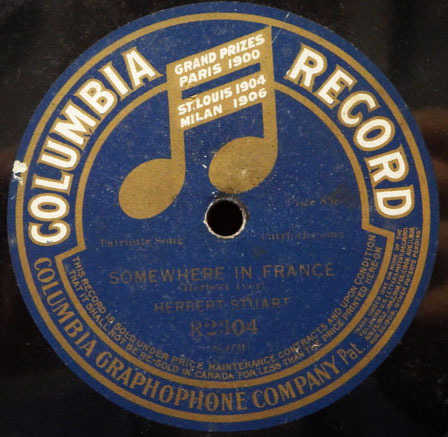 COLUMBIA RECORD
GRAND PRIZES
PARIS 1900
ST. LOUIS 1904
MILAN 1906
Patriotic Song
Patriotic Song
SOMEWHERE IN FRANCE
HERBERT STUART
R2304
THIS RECORD IS SOLD UNDER PRICE MAINTENANCE CONTRACTS AND UPON CONDITION
THAT IT SHALL NOT BE RE-SOLD IN CANADA FOR LESS THAN THE PRICE PRINTED HEREON
COLUMBIA GRAPHOPHONE COMPANY Pat.